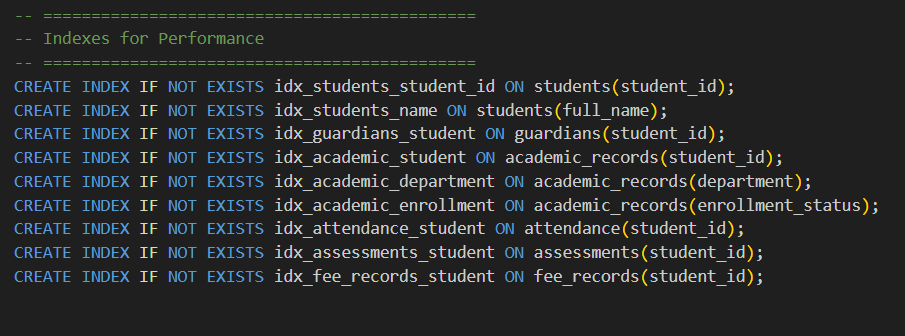 -- =============================================
-- Indexes for Performance
-- =============================================
CREATE INDEX IF NOT EXISTS idx_students_student_id ON students(student_id);
CREATE INDEX IF NOT EXISTS idx_students_name ON students(full_name);
CREATE INDEX IF NOT EXISTS idx_guardians_student ON guardians(student_id);
CREATE INDEX IF NOT EXISTS idx_academic_student ON academic_records(student_id);
CREATE INDEX IF NOT EXISTS idx_academic_department ON academic_records(department);
CREATE INDEX IF NOT EXISTS idx_academic_enrollment ON academic_records(enrollment_status);
CREATE INDEX IF NOT EXISTS idx_attendance_student ON attendance(student_id);
CREATE INDEX IF NOT EXISTS idx_assessments_student ON assessments(student_id);
CREATE INDEX IF NOT EXISTS idx_fee_records_student ON fee_records(student_id);